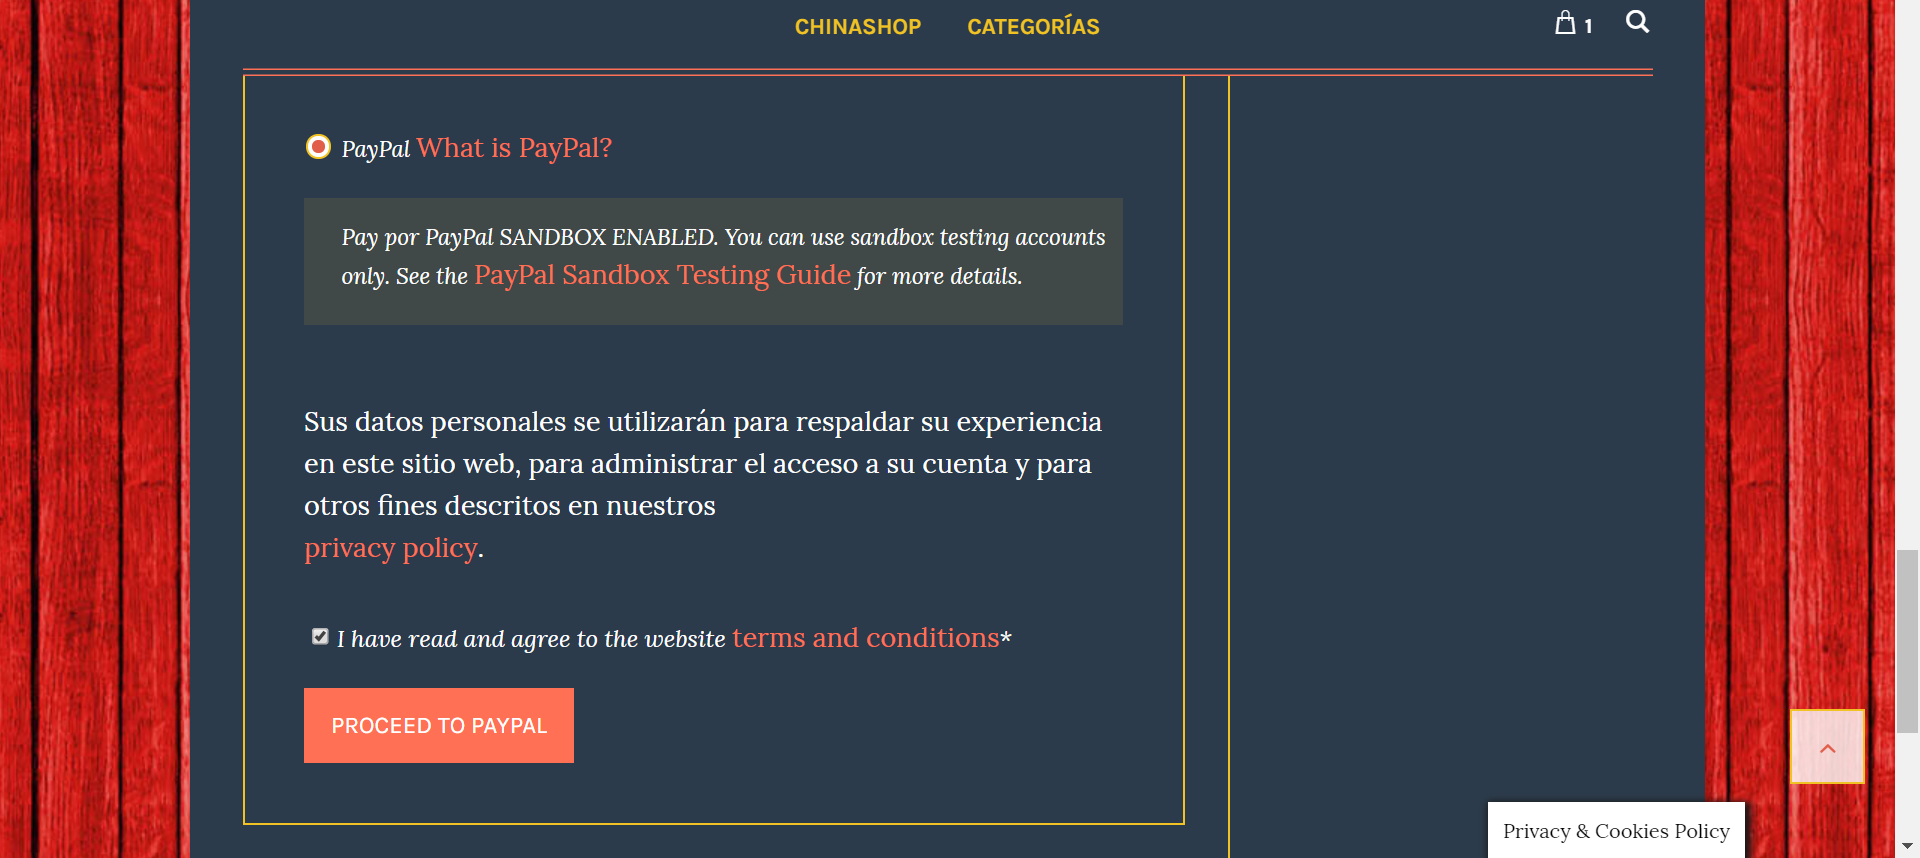 CHINASHOP CATEGORÍAS 1
PayPal What is PayPal?
Pay por PayPal SANDBOX ENABLED. You can use sandbox testing accounts
only. See the PayPal Sandbox Testing Guide for more details.
Sus datos personales se utilizarán para respaldar su experiencia
en este sitio web, para administrar el acceso a su cuenta y para
otros fines descritos en nuestros
privacy policy.
I have read and agree to the website terms and conditions*
PROCEED TO PAYPAL
Privacy & Cookies Policy